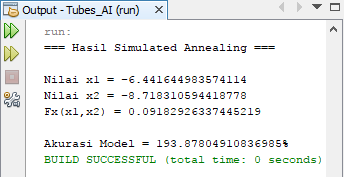 Output - Tubes_AI (run)
run:
=== Hasil Simulated Annealing ===
Nilai x1 = -6.441644983574114
Nilai x2 = -8.718310594418778
Fx(x1,x2) = 0.09182926337445219
Akurasi Model = 193.87804910836985%
BUILD SUCCESSFUL (total time: 0 seconds)